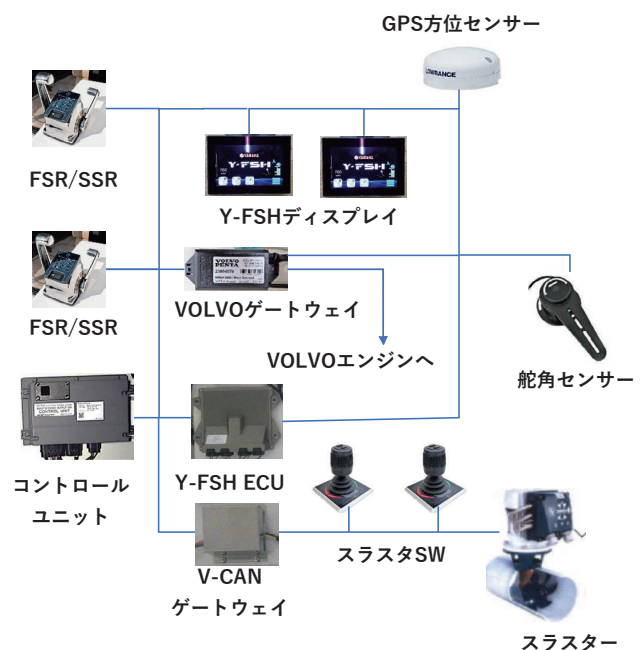 GPS方位センサー
LOWRANCE
FSR/SSR
YAMAHA
Y-FSH
YAMAHA
Y-FSH
Y-FSHディスプレイ
FSR/SSR
VOLVO
PENTA
VOLVOゲートウェイ
VOLVOエンジンへ
舵角センサー
CONTROL UNIT
コントロール
ユニット
Y-FSH ECU
V-CAN
ゲートウェイ
スラスタSW
スラスター